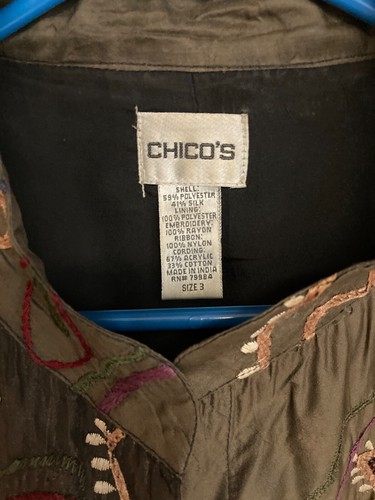 CHICO'S
SHELL:
59% POLYESTER
41% SILK
LINING:
100% POLYESTER
EMBROIDERY:
100% RAYON
RIBBON:
100% NYLON
CORDING:
67% ACRYLIC
33% COTTON
MADE IN INDIA
RN# 79984
SIZE 3